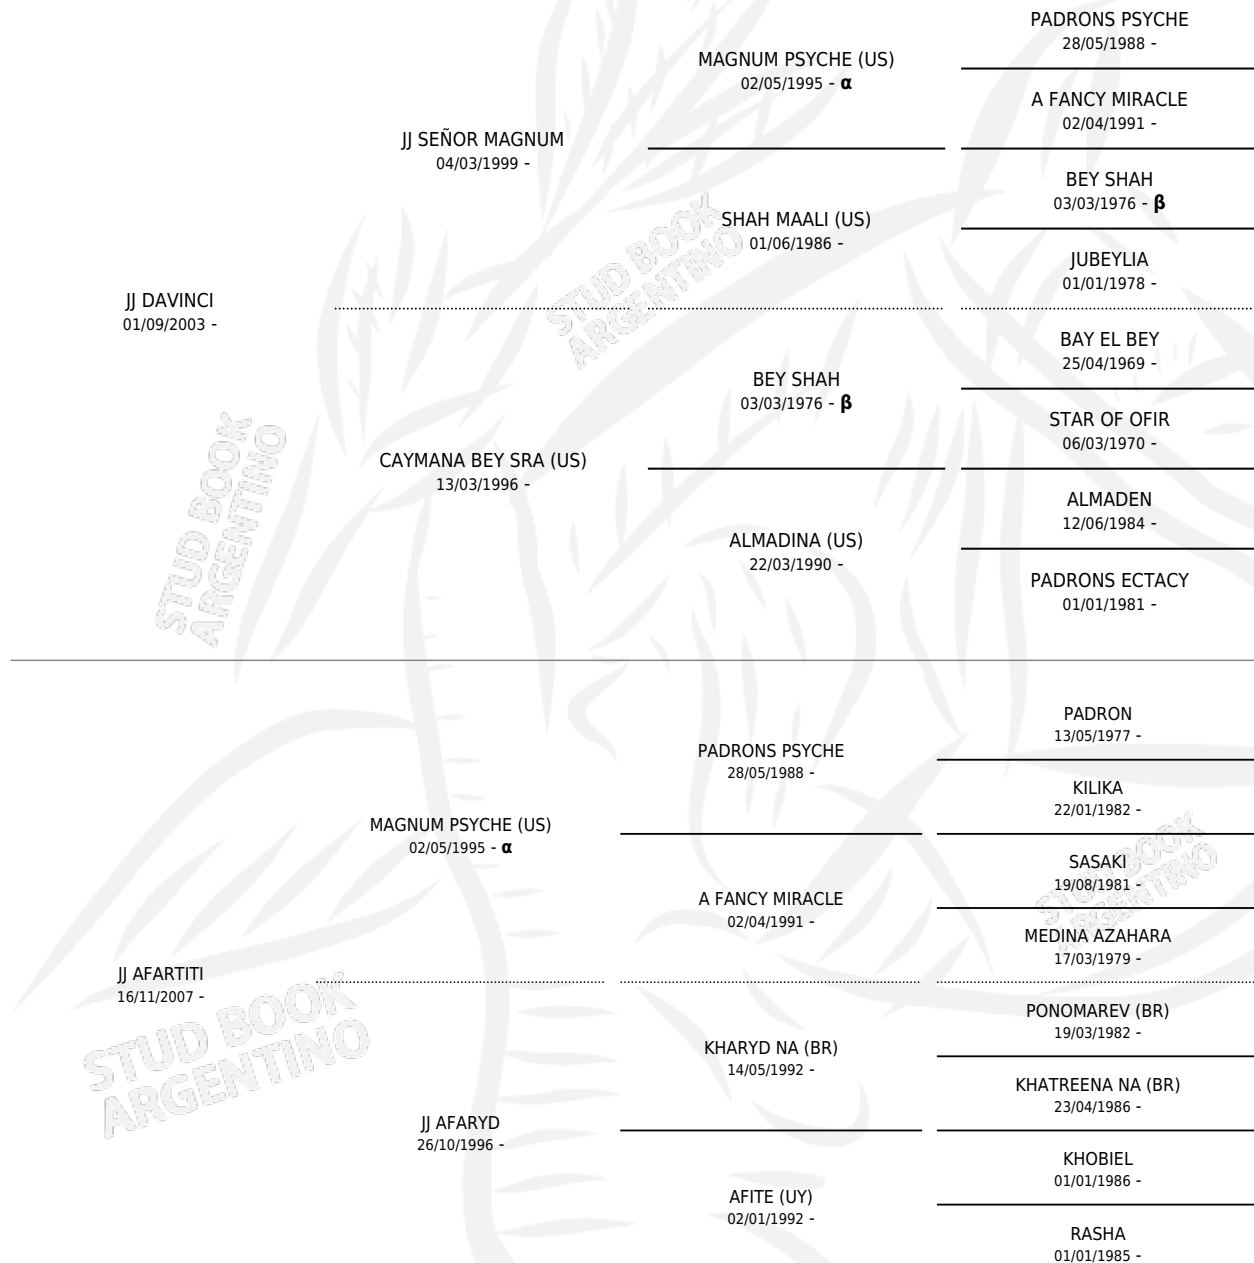 PADRONS PSYCHE
28/05/1988 -
MAGNUM PSYCHE (US)
02/05/1995 - α
A FANCY MIRACLE
02/04/1991 -
JJ SEÑOR MAGNUM
04/03/1999 -
BEY SHAH
03/03/1976 - β
SHAH MAALI (US)
01/06/1986 -
JUBEYLIA
01/01/1978 -
JJ DAVINCI
01/09/2003 -
BAY EL BEY
25/04/1969 -
BEY SHAH
03/03/1976 - β
STAR OF OFIR
06/03/1970 -
CAYMANA BEY SRA (US)
13/03/1996 -
ALMADEN
12/06/1984 -
ALMADINA (US)
22/03/1990 -
PADRONS ECTACY
01/01/1981 -
PADRON
13/05/1977 -
PADRONS PSYCHE
28/05/1988 -
KILIKA
22/01/1982 -
MAGNUM PSYCHE (US)
02/05/1995 - α
SASAKI
19/08/1981 -
A FANCY MIRACLE
02/04/1991 -
MEDINA AZAHARA
17/03/1979 -
JJ AFARTITI
16/11/2007 -
PONOMAREV (BR)
19/03/1982 -
KHARYD NA (BR)
14/05/1992 -
KHATREENA NA (BR)
23/04/1986 -
JJ AFARYD
26/10/1996 -
KHOBIEL
01/01/1986 -
AFITE (UY)
02/01/1992 -
RASHA
01/01/1985 -
STUD BOOK
ARGENTINO
STUD BOOK
ARGENTINO
STUD BOOK
ARGENTINO
STUD BOOK
ARGENTINO